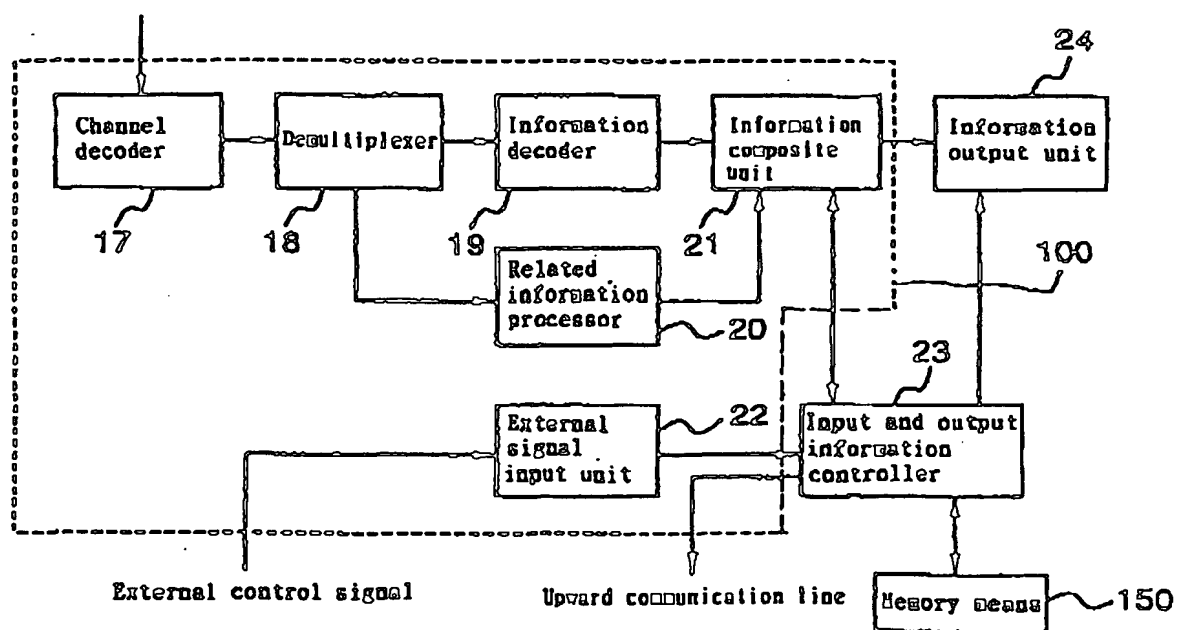 24
Channel
decoder
Demultiplexer
Information
decoder
Information
composite
unit
Information
output unit
17
18
19
21
100
Related
information
processor
20
23
External
signal
input unit
22
Input and output
information
controller
External control signal
Upward communication line
Memory means
150